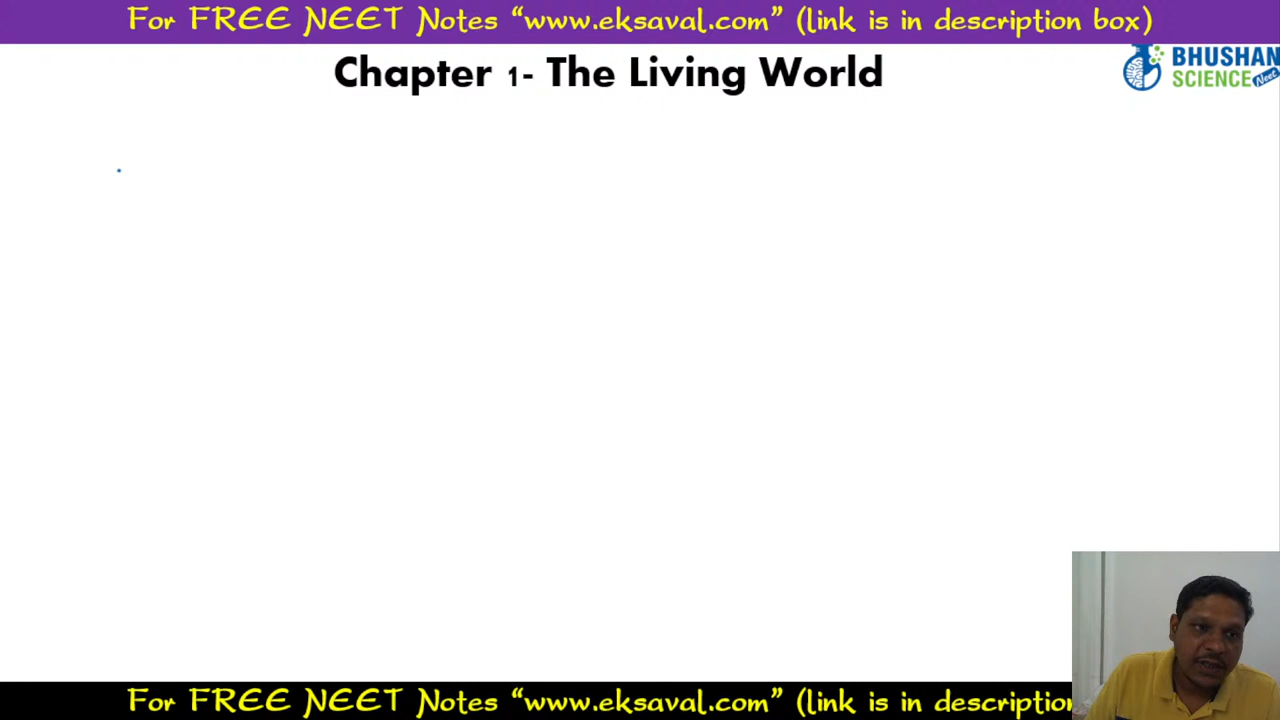 For FREE NEET Notes “www.eksaval.com” (link is in description box)
Chapter 1- The Living World
BHUSHAN
SCIENCE Neet
For FREE NEET Notes “www.eksaval.com” (link is in description